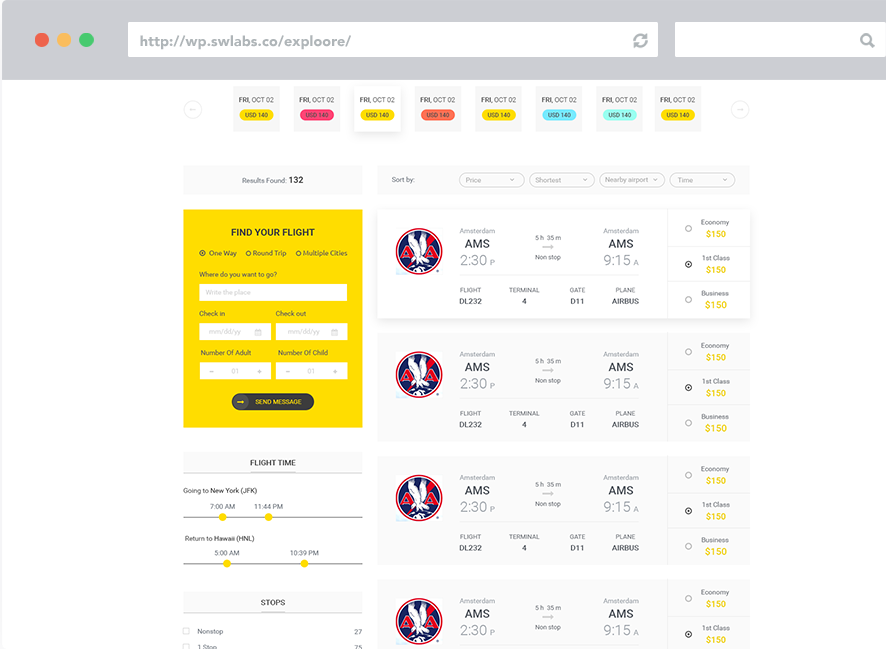 http://wp.swlabs.co/exploore/
FRI, OCT 02 FRI, OCT 02 FRI, OCT 02 FRI, OCT 02 FRI, OCT 02 FRI, OCT 02 FRI, OCT 02 FRI, OCT 02
USD 140 USD 140 USD 140 USD 140 USD 140 USD 140 USD 140 USD 140
Results Found: 132
Sort by: Price Shortest Nearby airport Time
FIND YOUR FLIGHT
One Way Round Trip Multiple Cities
Where do you want to go?
Write the place
Check in Check out
mm/dd/yy mm/dd/yy
Number Of Adult Number Of Child
− 01 + − 01 +
SEND MESSAGE
FLIGHT TIME
Going to New York (JFK)
7:00 AM 11:44 PM
Return to Hawaii (HNL)
5:00 AM 10:39 PM
STOPS
Nonstop 27
1 Stop 75
A A
Amsterdam 5 h 35 m Amsterdam
AMS AMS
2:30 P Non stop 9:15 A
FLIGHT TERMINAL GATE PLANE
DL232 4 D11 AIRBUS
Economy
$150
1st Class
$150
Business
$150
A A
Amsterdam 5 h 35 m Amsterdam
AMS AMS
2:30 P Non stop 9:15 A
FLIGHT TERMINAL GATE PLANE
DL232 4 D11 AIRBUS
Economy
$150
1st Class
$150
Business
$150
A A
Amsterdam 5 h 35 m Amsterdam
AMS AMS
2:30 P Non stop 9:15 A
FLIGHT TERMINAL GATE PLANE
DL232 4 D11 AIRBUS
Economy
$150
1st Class
$150
Business
$150
A A
Amsterdam 5 h 35 m Amsterdam
AMS AMS
2:30 P Non stop 9:15 A
Economy
$150
1st Class
$150